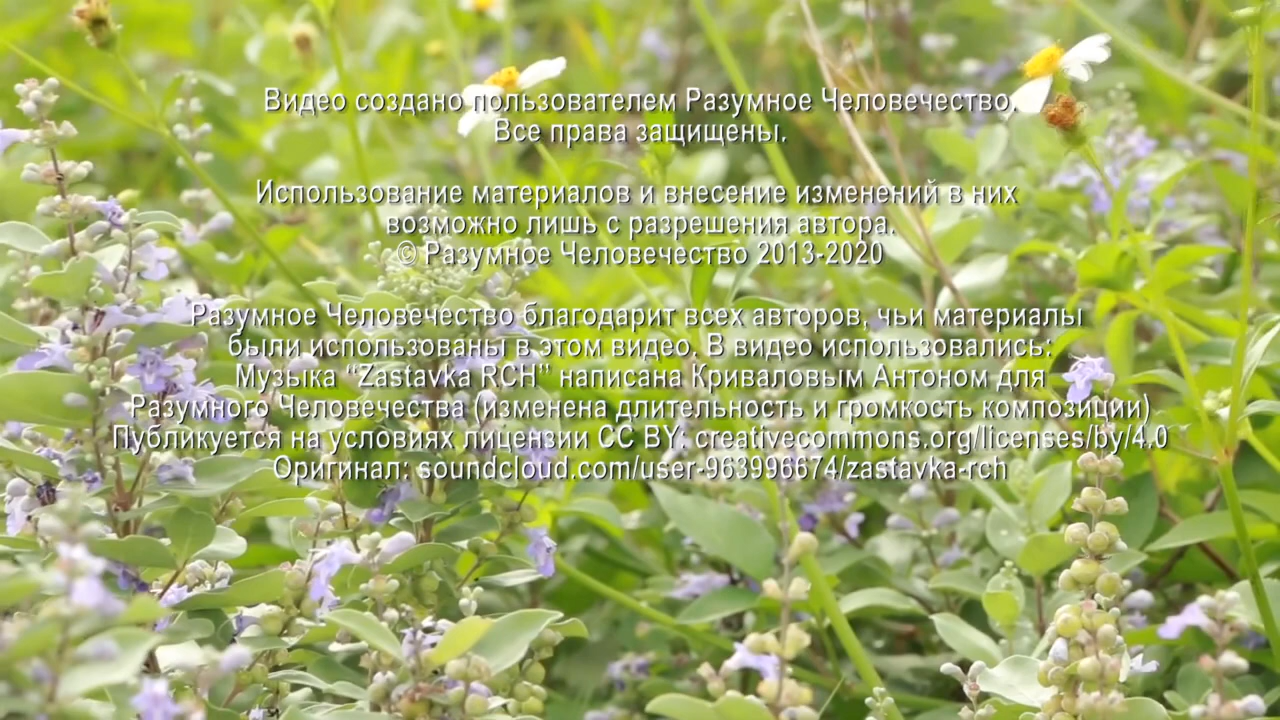 Видео создано пользователем Разумное Человечество.
Все права защищены.
Использование материалов и внесение изменений в них
возможно лишь с разрешения автора.
© Разумное Человечество 2013-2020
Разумное Человечество благодарит всех авторов, чьи материалы
были использованы в этом видео. В видео использовались:
Музыка “Zastavka RCH” написана Криваловым Антоном для
Разумного Человечества (изменена длительность и громкость композиции)
Публикуется на условиях лицензии CC BY: creativecommons.org/licenses/by/4.0
Оригинал: soundcloud.com/user-963996674/zastavka-rch